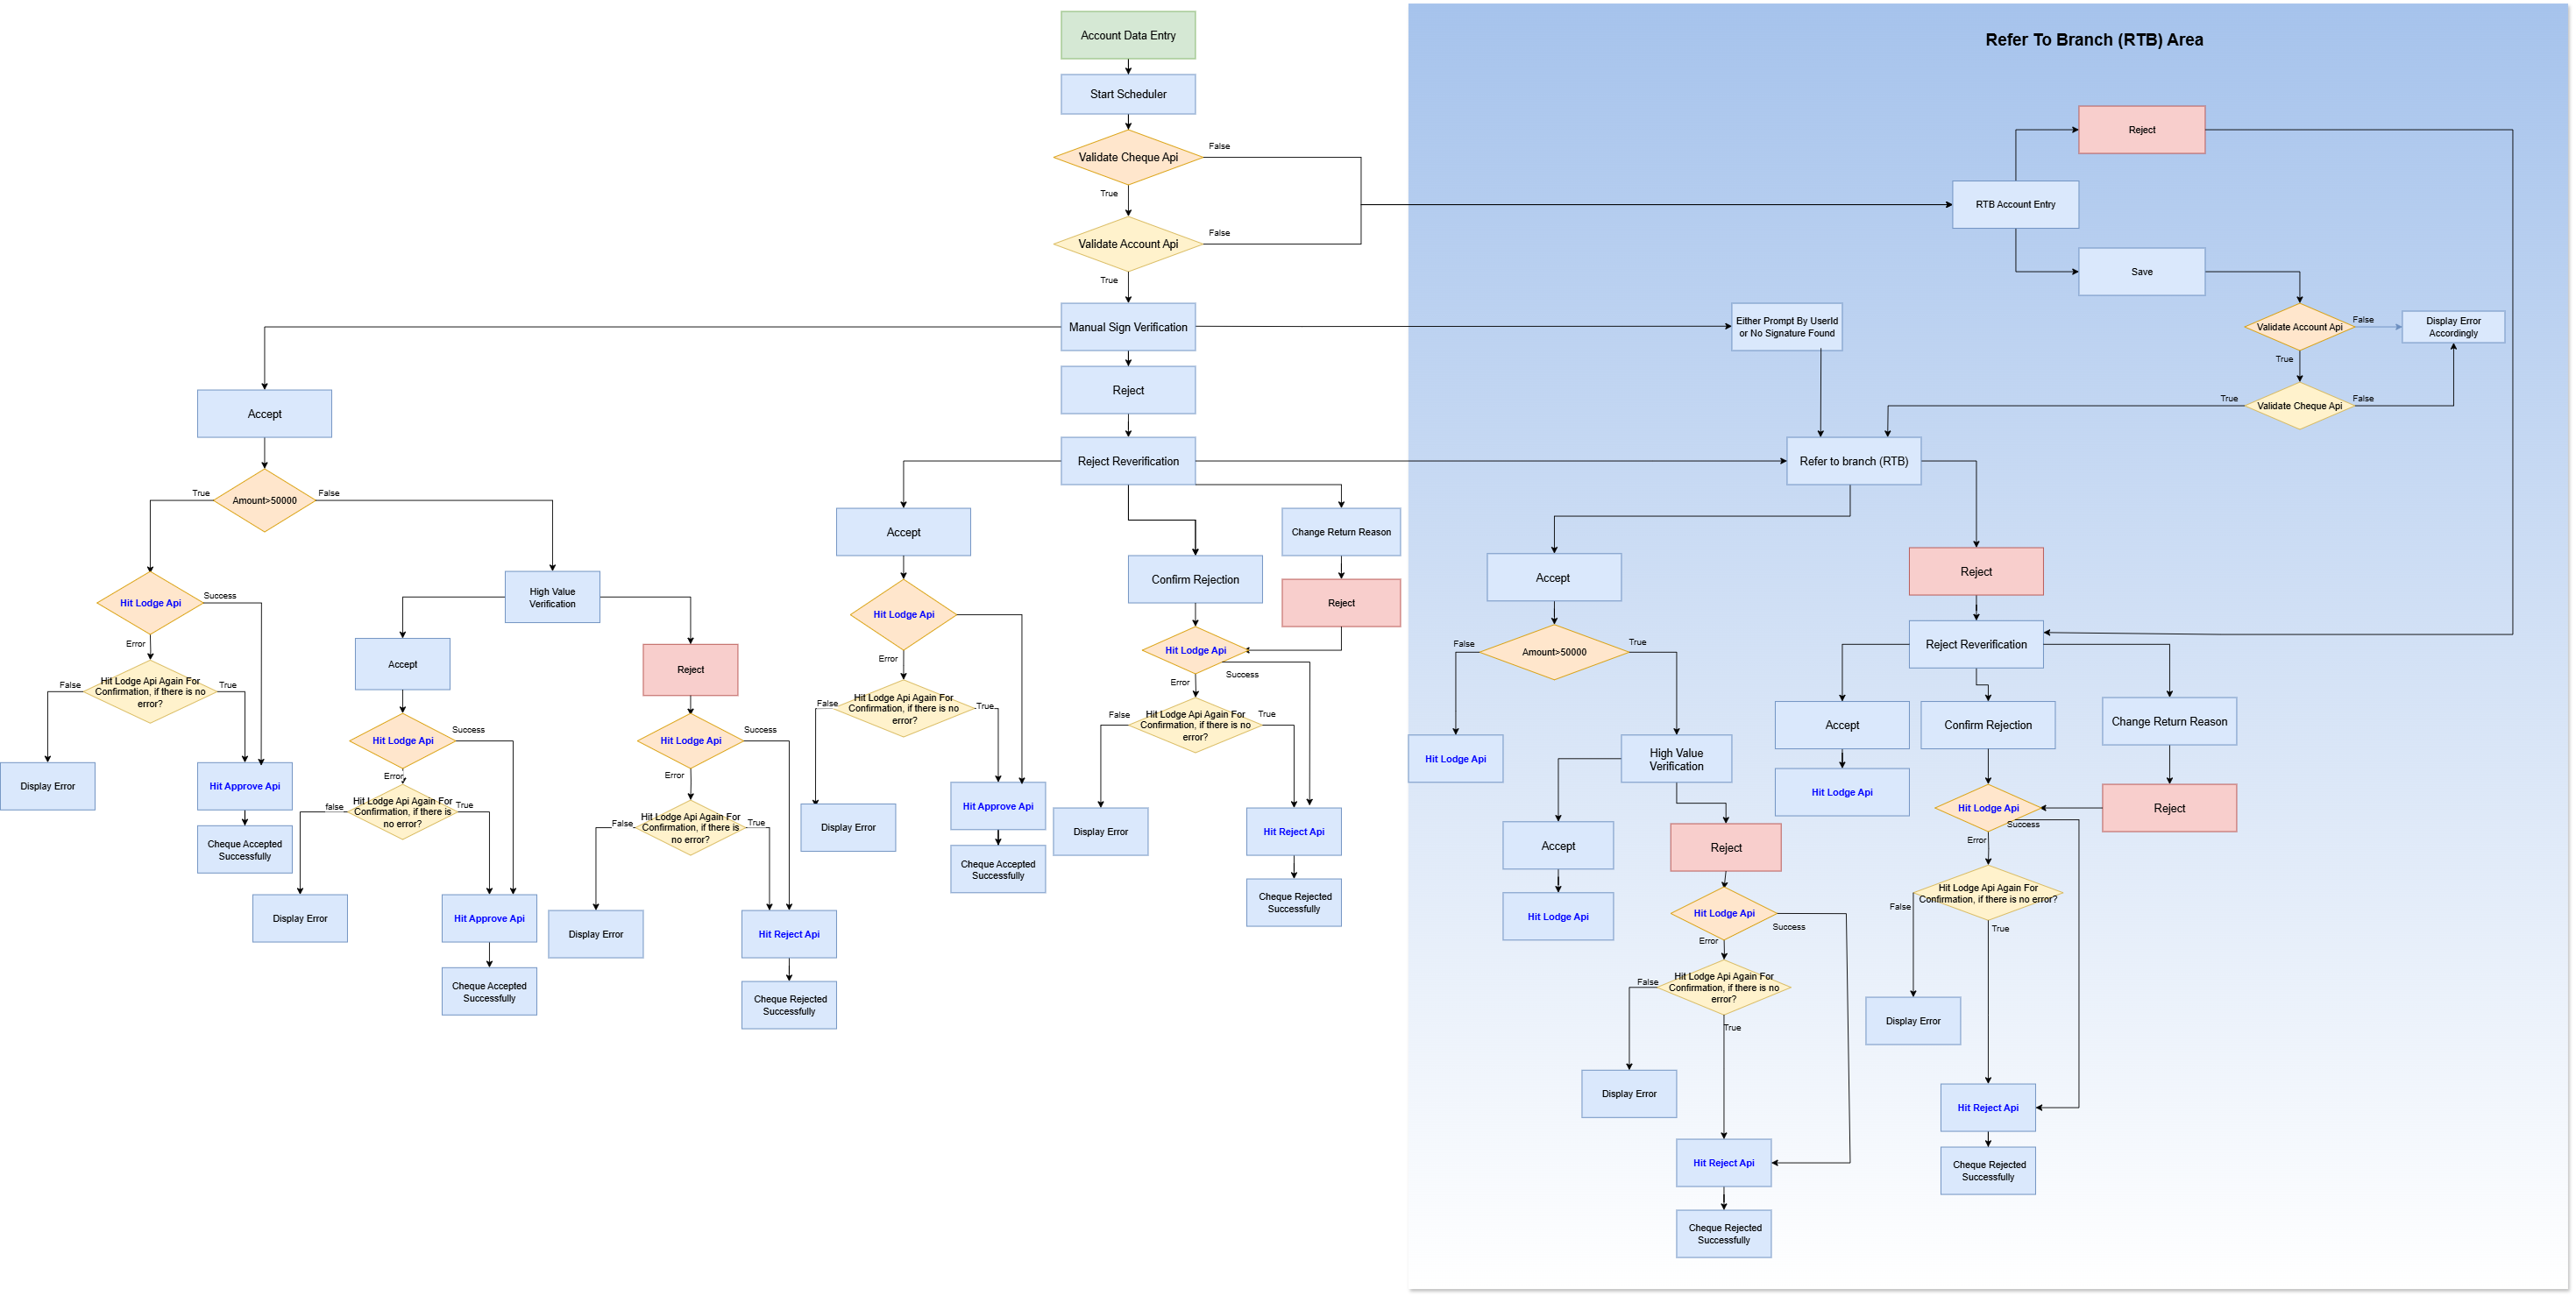 Account Data Entry
Refer To Branch (RTB) Area
Start Scheduler
Reject
Validate Cheque Api
False
True
RTB Account Entry
Validate Account Api
False
True
Save
Manual Sign Verification
Either Prompt By UserId
or No Signature Found
Validate Account Api
False
Display Error
Accordingly
True
Reject
Accept
Validate Cheque Api
True
False
Reject Reverification
Refer to branch (RTB)
Amount>50000
True
False
Accept
Change Return Reason
Confirm Rejection
Accept
Reject
High Value
Verification
Hit Lodge Api
Success
Error
Hit Lodge Api
Error
Reject
Hit Lodge Api
Success
Error
Amount>50000
False
True
Reject Reverification
Accept
Reject
Hit Lodge Api Again For
Confirmation, if there is no
error?
False
True
Hit Lodge Api Again For
Confirmation, if there is no
error?
False
True
Hit Lodge Api Again For
Confirmation, if there is no
error?
False
True
Accept
Confirm Rejection
Change Return Reason
Hit Lodge Api
Success
Error
Hit Lodge Api
Success
Error
Hit Lodge Api
High Value
Verification
Display Error
Hit Approve Api
Hit Lodge Api Again For
Confirmation, if there is
no error?
false
True
Hit Lodge Api Again For
Confirmation, if there is
no error?
False
True
Display Error
Hit Approve Api
Display Error
Hit Reject Api
Hit Lodge Api
Hit Lodge Api
Success
Error
Reject
Cheque Accepted
Successfully
Cheque Accepted
Successfully
Accept
Reject
Cheque Rejected
Successfully
Display Error
Hit Approve Api
Display Error
Hit Reject Api
Hit Lodge Api
Hit Lodge Api
Success
Error
Hit Lodge Api Again For
Confirmation, if there is no error?
False
True
Cheque Accepted
Successfully
Cheque Rejected
Successfully
Hit Lodge Api Again For
Confirmation, if there is no
error?
False
True
Display Error
Display Error
Hit Reject Api
Hit Reject Api
Cheque Rejected
Successfully
Cheque Rejected
Successfully